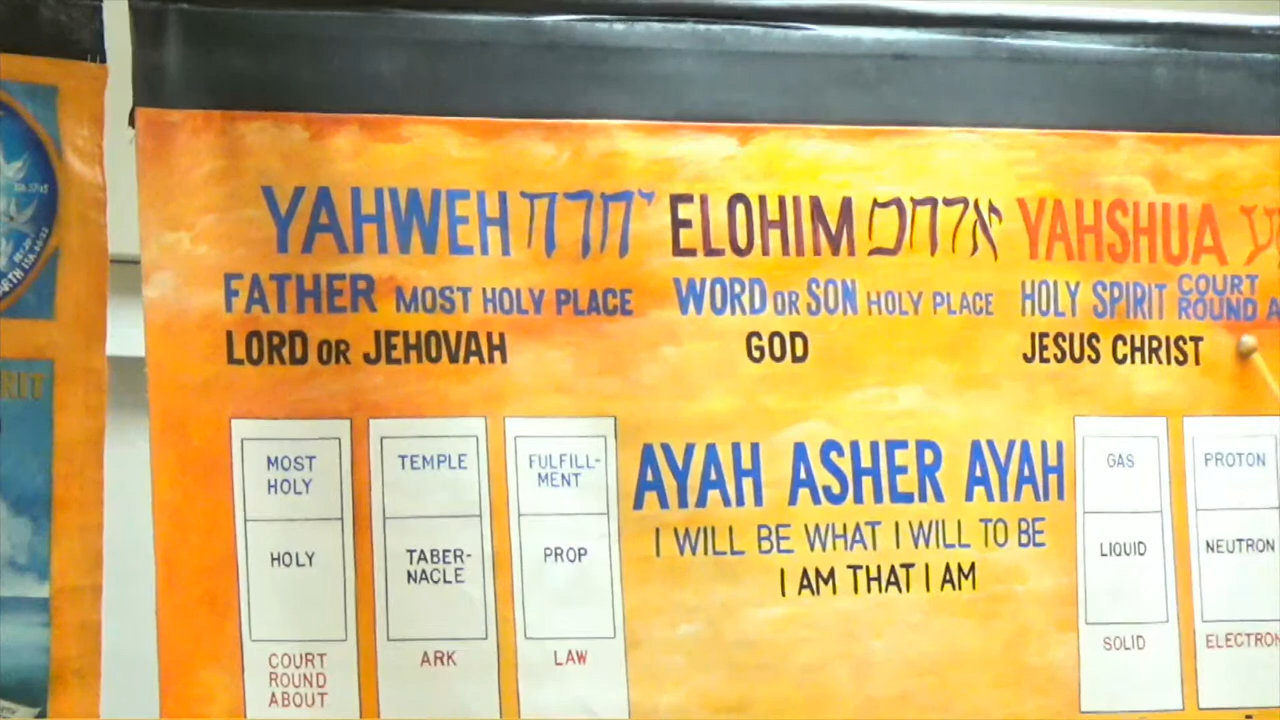 YAHWEH יהוה ELOHIM אלהים YAHSHUA
FATHER MOST HOLY PLACE WORD OR SON HOLY PLACE HOLY SPIRIT COURT ROUND
LORD OR JEHOVAH GOD JESUS CHRIST
MOST HOLY
HOLY
COURT ROUND ABOUT
TEMPLE
TABER-
NACLE
ARK
FULFILL-
MENT
PROP
LAW
AYAH ASHER AYAH
I WILL BE WHAT I WILL TO BE
I AM THAT I AM
GAS
LIQUID
SOLID
PROTON
NEUTRON
ELECTRON